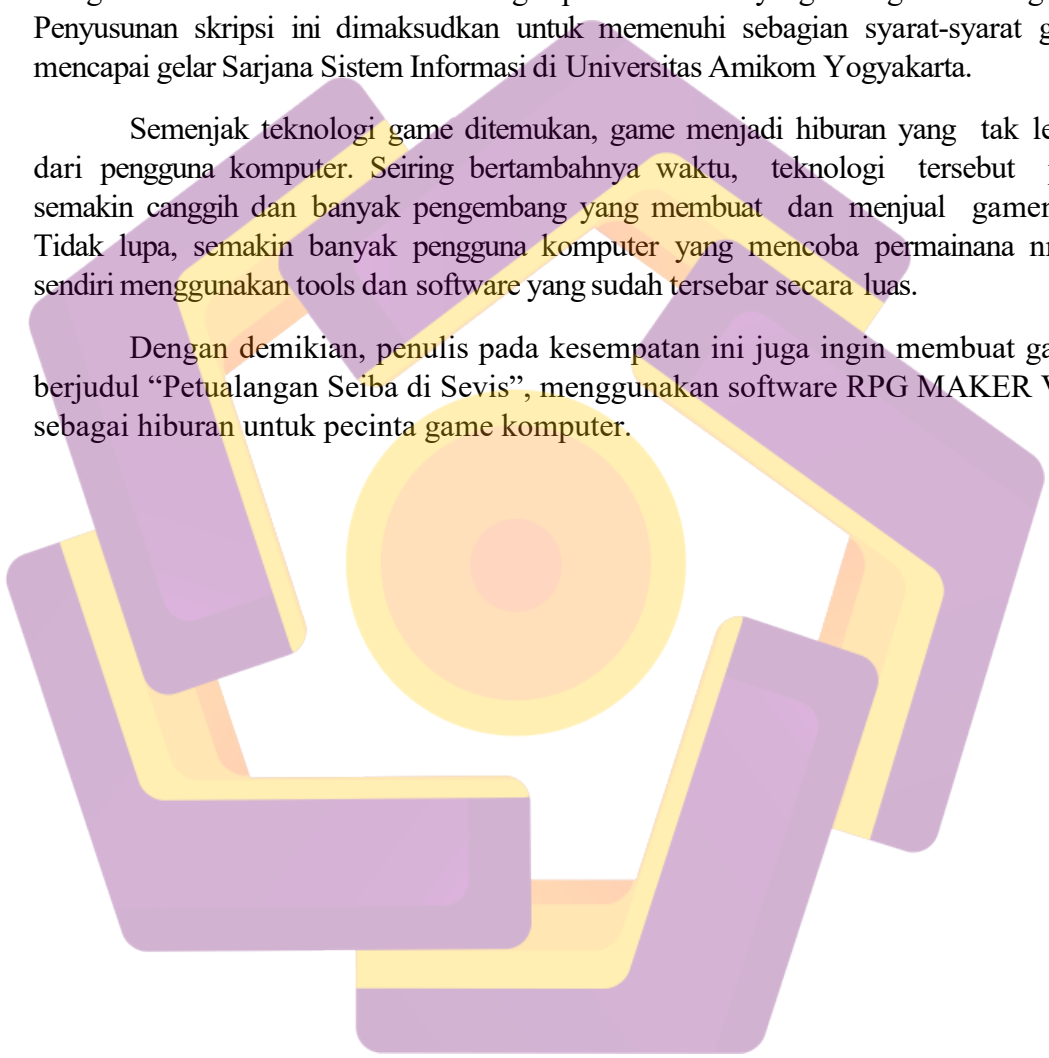 Penyusunan skripsi ini dimaksudkan untuk memenuhi sebagian syarat-syarat
mencapai gelar Sarjana Sistem Informasi di Universitas Amikom Yogyakarta.
Semenjak teknologi game ditemukan, game menjadi hiburan yang tak
dari pengguna komputer. Seiring bertambahnya waktu, teknologi tersebut
semakin canggih dan banyak pengembang yang membuat dan menjual
Tidak lupa, semakin banyak pengguna komputer yang mencoba permainana
sendiri menggunakan tools dan software yang sudah tersebar secara luas.
Dengan demikian, penulis pada kesempatan ini juga ingin membuat
berjudul “Petualangan Seiba di Sevis”, menggunakan software RPG MAKER
sebagai hiburan untuk pecinta game komputer.